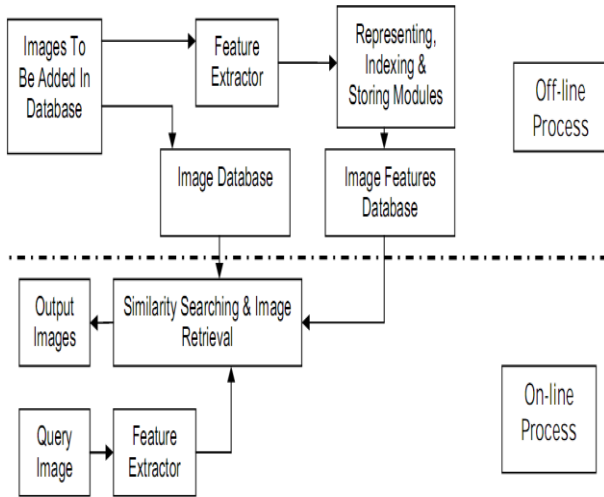 Images To
Be Added In
Database
Feature
Extractor
Representing,
Indexing &
Storing Modules
Off-line
Process
Image Database
Image Features
Database
Output
Images
Similarity Searching & Image
Retrieval
On-line
Process
Query
Image
Feature
Extractor